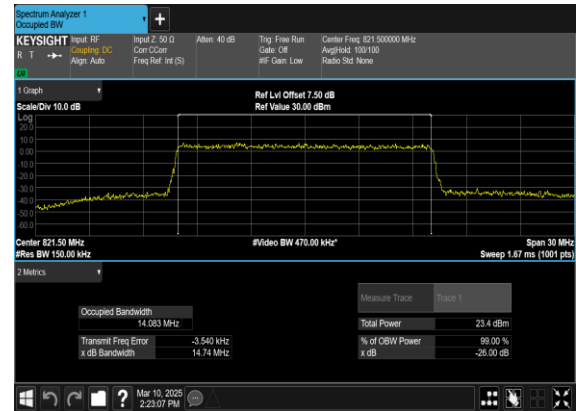 Spectrum Analyzer 1
Occupied BW
+
KEYSIGHT Input: RF Input Z: 50 Ω Atten: 40 dB Trig: Free Run Center Freq: 821.500000 MHz
R T Coupling: DC Corr CCorr Gate: Off Avg|Hold: 100/100
Align: Auto Freq Ref: Int (S) #IF Gain: Low Radio Std: None
1 Graph
Ref Lvl Offset 7.50 dB
Scale/Div 10.0 dB Ref Value 30.00 dBm
Log
20.0
10.0
0.00
-10.0
-20.0
-30.0
-40.0
-50.0
-60.0
Center 821.50 MHz #Video BW 470.00 kHz* Span 30 MHz
#Res BW 150.00 kHz Sweep 1.67 ms (1001 pts)
2 Metrics
Measure Trace Trace 1
Occupied Bandwidth
14.083 MHz Total Power 23.4 dBm
Transmit Freq Error -3.540 kHz % of OBW Power 99.00 %
x dB Bandwidth 14.74 MHz x dB -26.00 dB
? Mar 10, 2025
2:23:07 PM